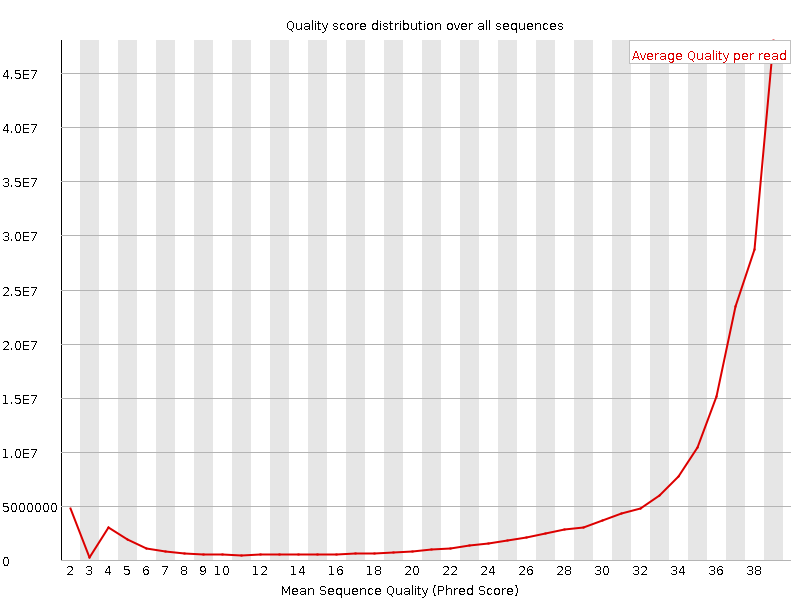 Quality score distribution over all sequences
Average Quality per read
4.5E7
4.0E7
3.5E7
3.0E7
2.5E7
2.0E7
1.5E7
1.0E7
5000000
0
2 3 4 5 6 7 8 9 10 12 14 16 18 20 22 24 26 28 30 32 34 36 38
Mean Sequence Quality (Phred Score)